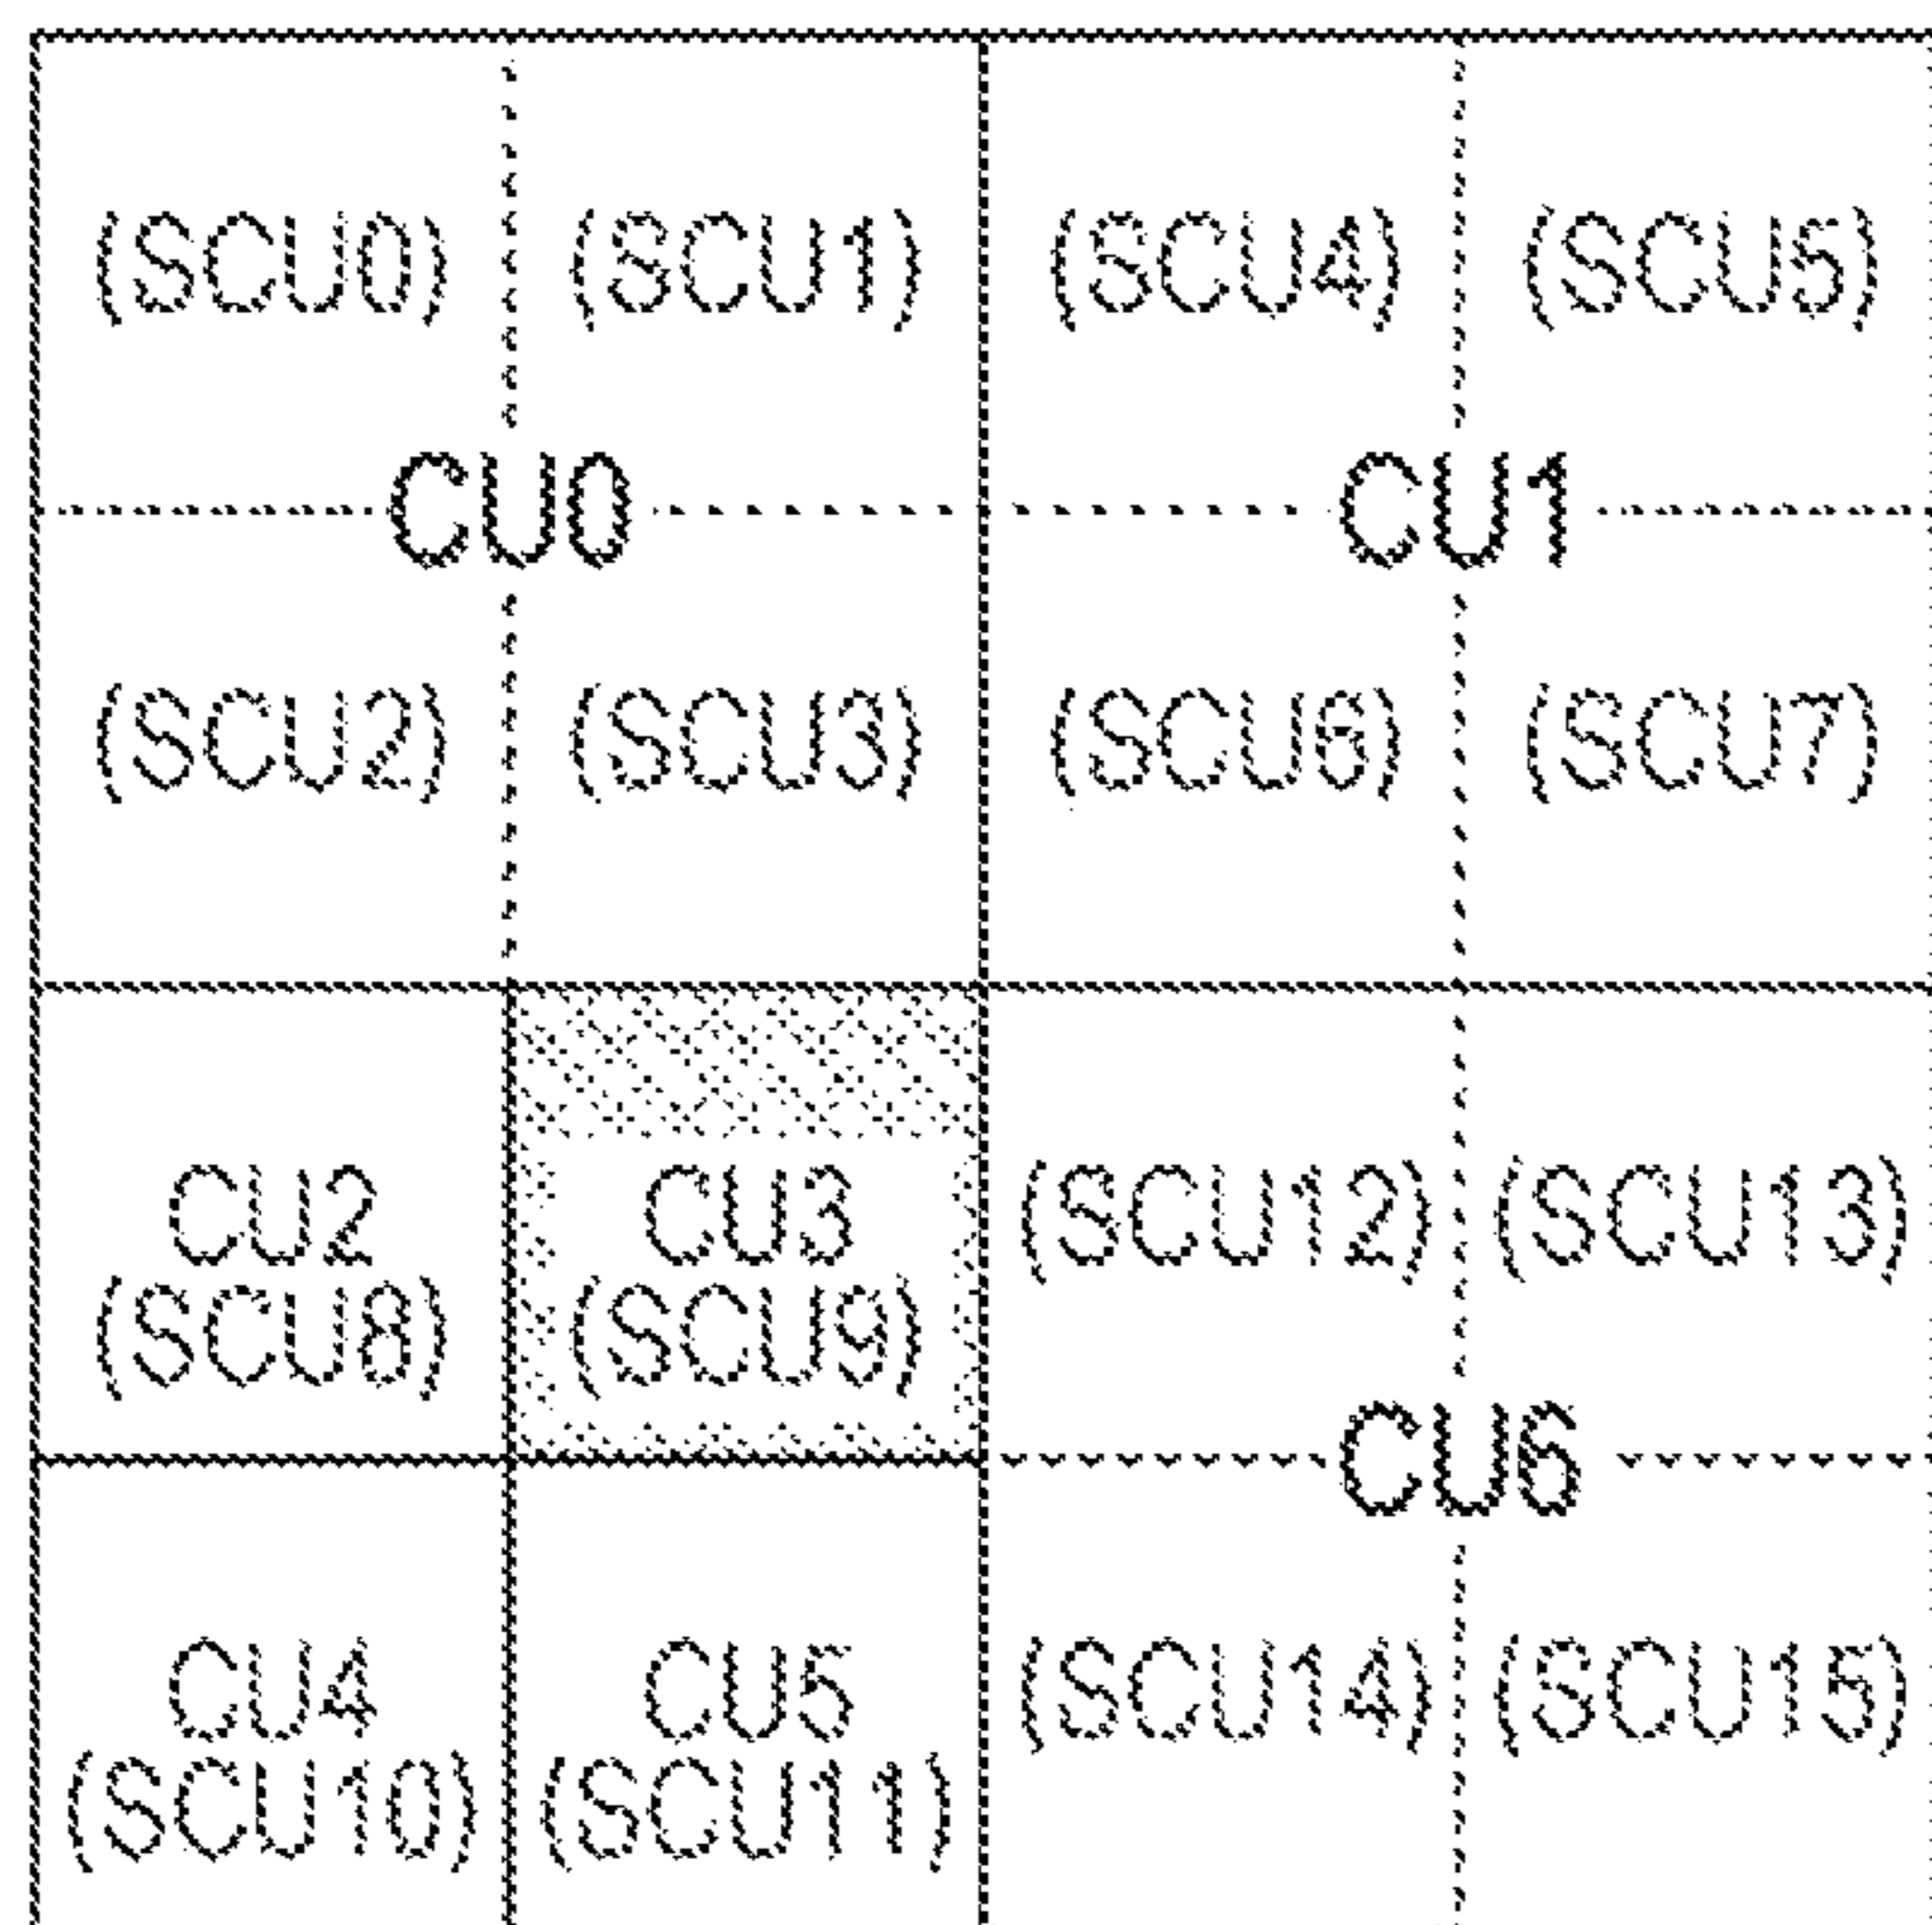 (SCU0) (SCU1) (SCU4) (SCU5)
CU0 CU1
(SCU2) (SCU3) (SCU6) (SCU7)
CU2 CU3 (SCU12) (SCU13)
(SCU8) (SCU9)
CU6
CU4 CU5 (SCU14) (SCU15)
(SCU10) (SCU11)